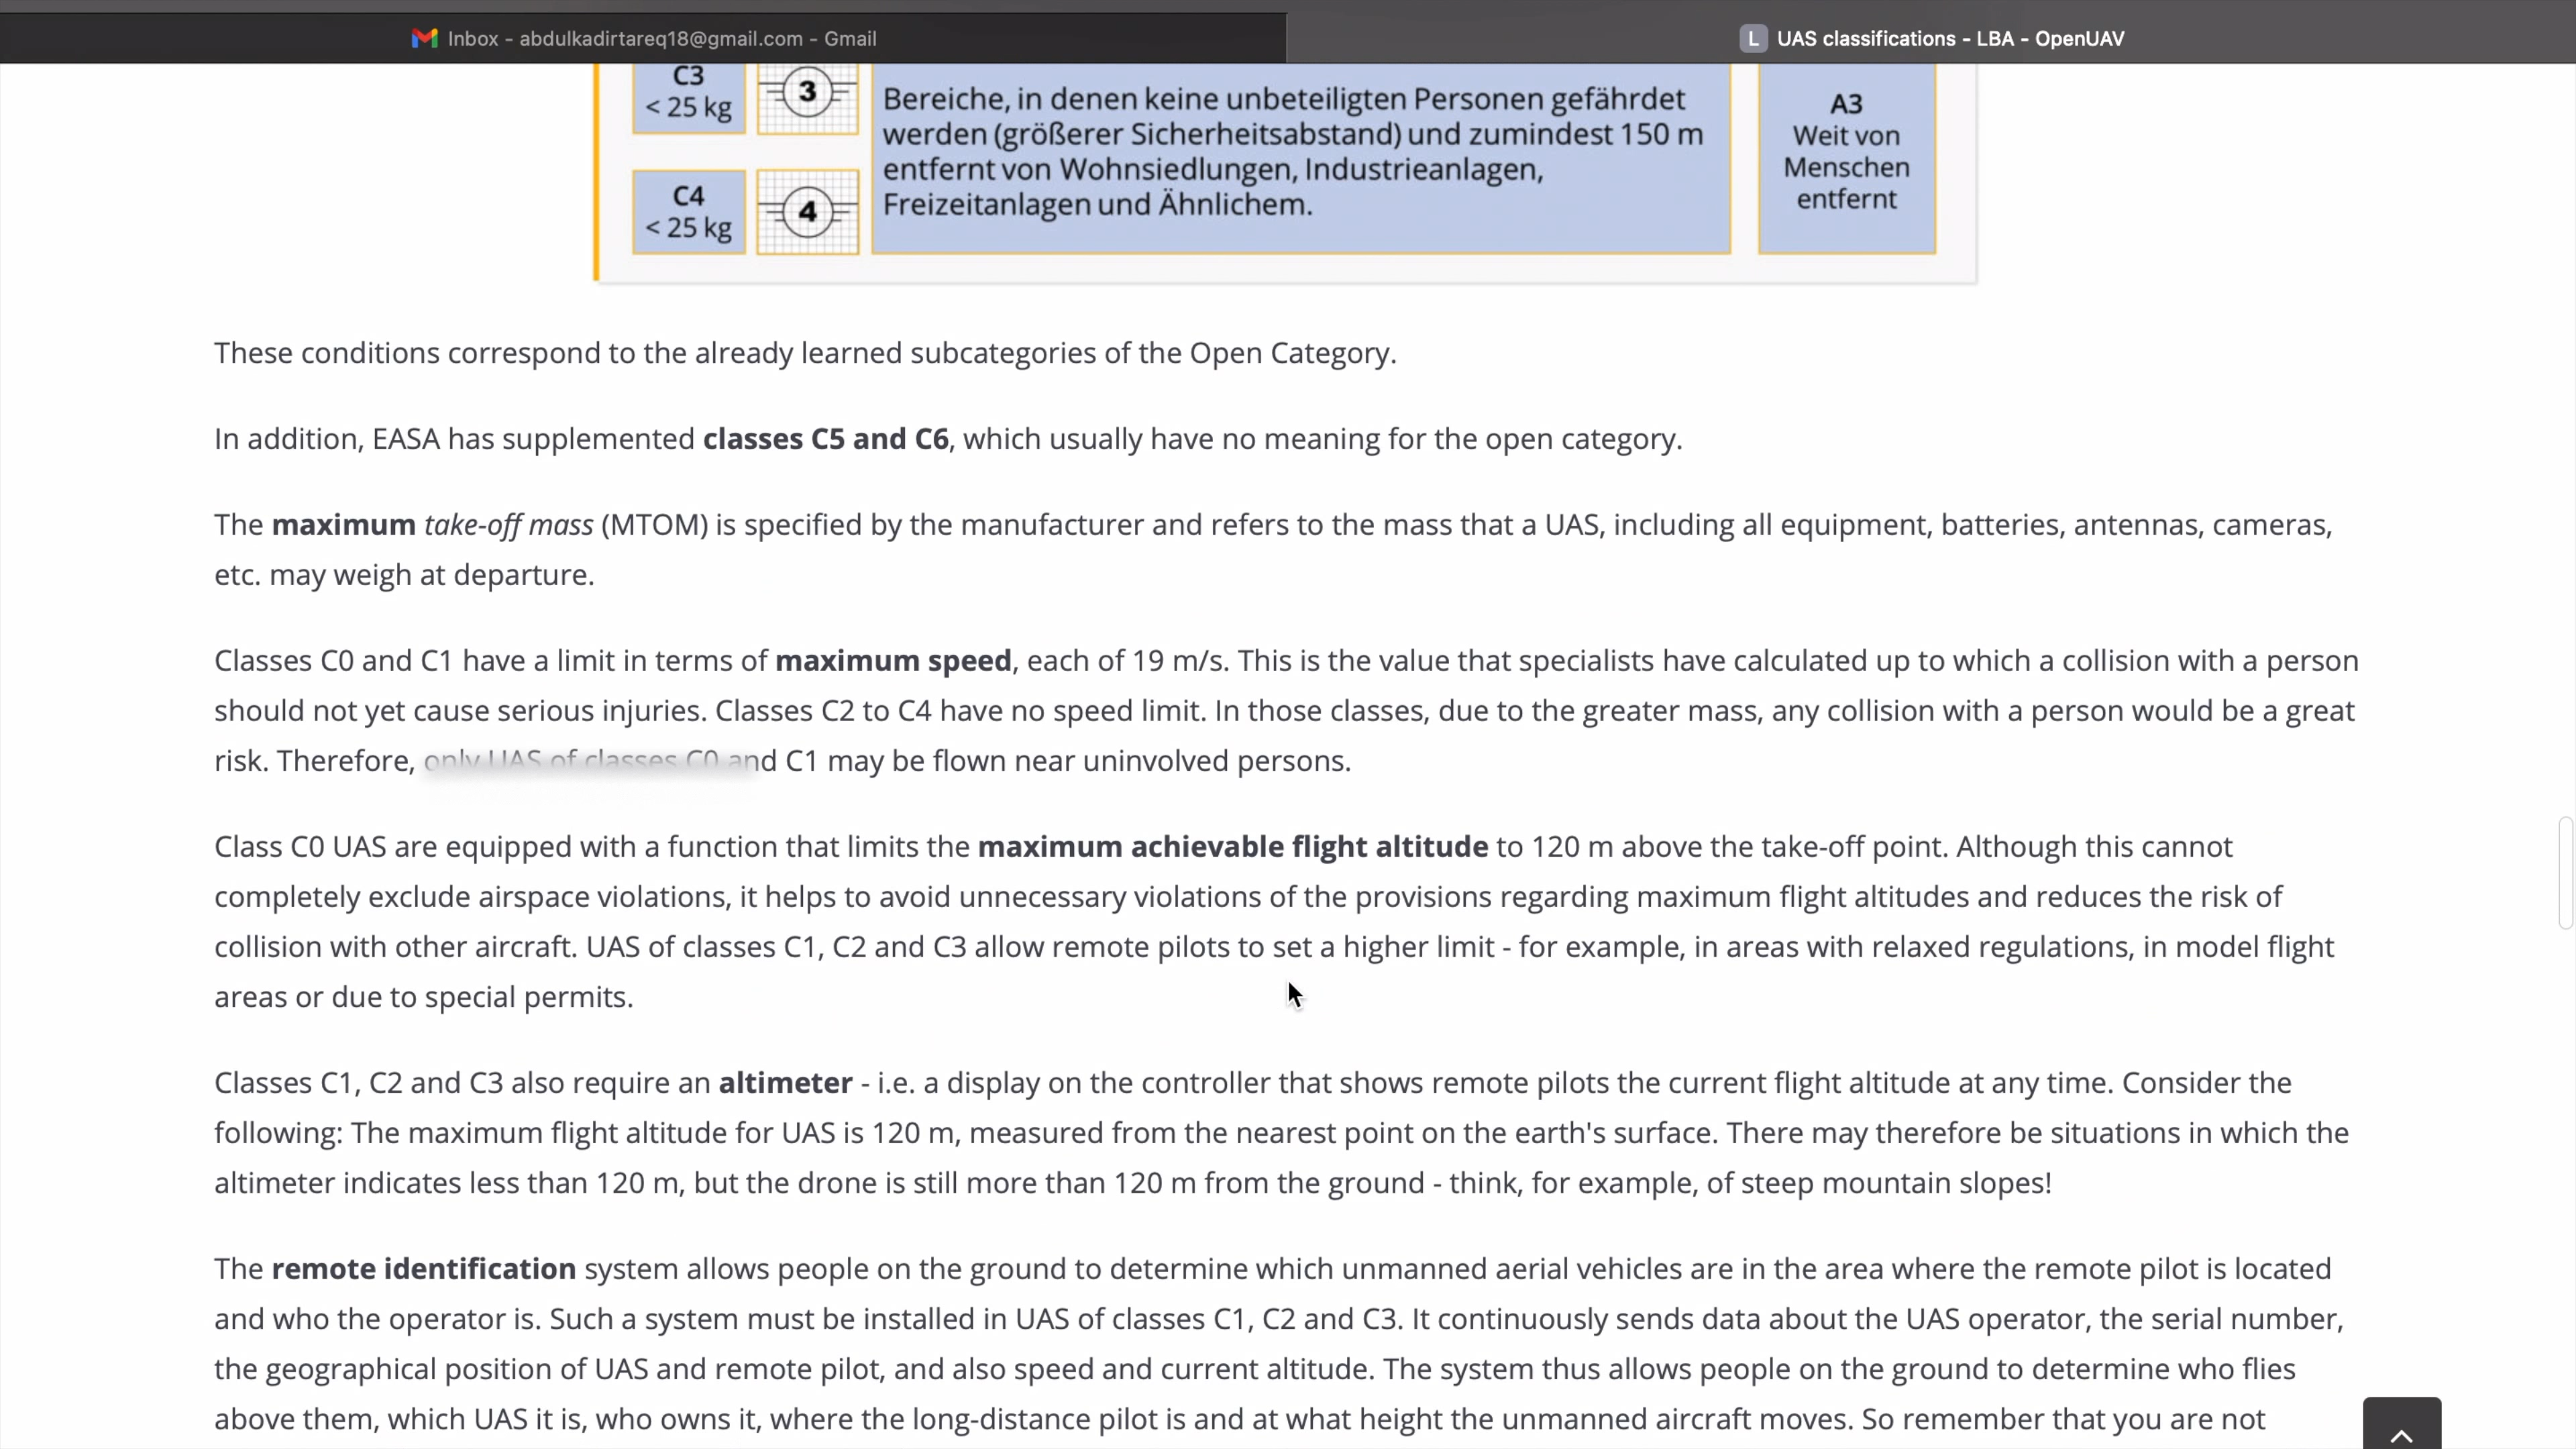 Inbox - abdulkadirtareq18@gmail.com - Gmail
L UAS classifications - LBA - OpenUAV
C3
< 25 kg
3
Bereiche, in denen keine unbeteiligten Personen gefährdet
werden (größerer Sicherheitsabstand) und zumindest 150 m
entfernt von Wohnsiedlungen, Industrieanlagen,
Freizeitanlagen und Ähnlichem.
A3
Weit von
Menschen
entfernt
C4
< 25 kg
4
These conditions correspond to the already learned subcategories of the Open Category.
In addition, EASA has supplemented classes C5 and C6, which usually have no meaning for the open category.
The maximum take-off mass (MTOM) is specified by the manufacturer and refers to the mass that a UAS, including all equipment, batteries, antennas, cameras,
etc. may weigh at departure.
Classes C0 and C1 have a limit in terms of maximum speed, each of 19 m/s. This is the value that specialists have calculated up to which a collision with a person
should not yet cause serious injuries. Classes C2 to C4 have no speed limit. In those classes, due to the greater mass, any collision with a person would be a great
risk. Therefore, only UAS of classes C0 and C1 may be flown near uninvolved persons.
Class C0 UAS are equipped with a function that limits the maximum achievable flight altitude to 120 m above the take-off point. Although this cannot
completely exclude airspace violations, it helps to avoid unnecessary violations of the provisions regarding maximum flight altitudes and reduces the risk of
collision with other aircraft. UAS of classes C1, C2 and C3 allow remote pilots to set a higher limit - for example, in areas with relaxed regulations, in model flight
areas or due to special permits.
Classes C1, C2 and C3 also require an altimeter - i.e. a display on the controller that shows remote pilots the current flight altitude at any time. Consider the
following: The maximum flight altitude for UAS is 120 m, measured from the nearest point on the earth's surface. There may therefore be situations in which the
altimeter indicates less than 120 m, but the drone is still more than 120 m from the ground - think, for example, of steep mountain slopes!
The remote identification system allows people on the ground to determine which unmanned aerial vehicles are in the area where the remote pilot is located
and who the operator is. Such a system must be installed in UAS of classes C1, C2 and C3. It continuously sends data about the UAS operator, the serial number,
the geographical position of UAS and remote pilot, and also speed and current altitude. The system thus allows people on the ground to determine who flies
above them, which UAS it is, who owns it, where the long-distance pilot is and at what height the unmanned aircraft moves. So remember that you are not